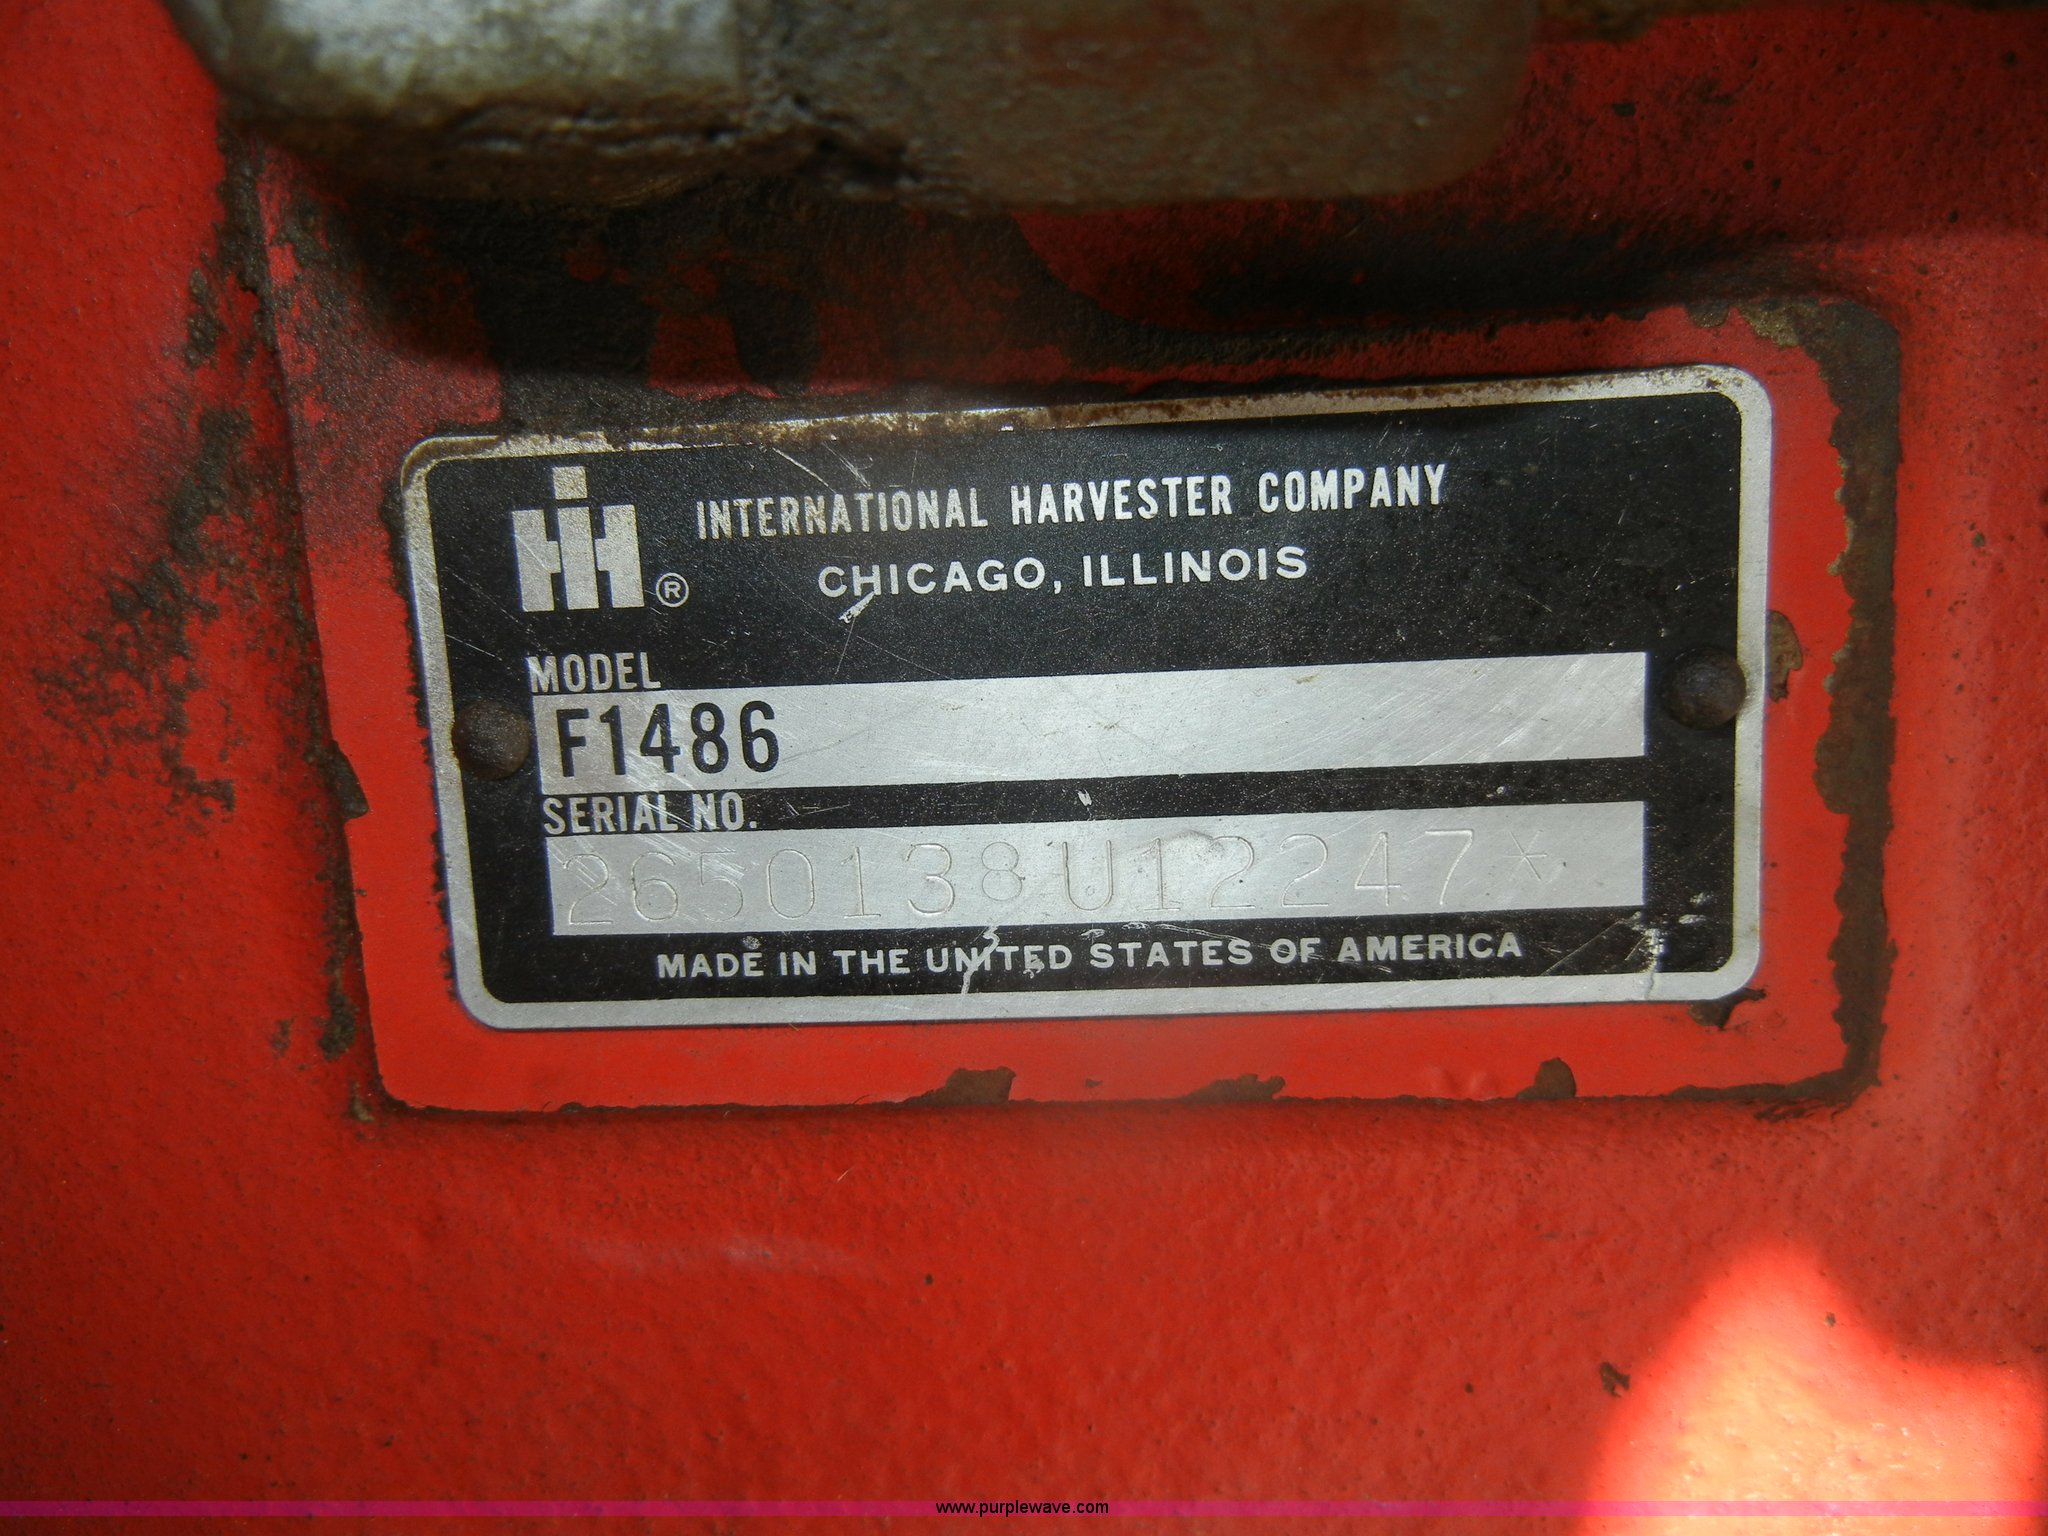 IH ® INTERNATIONAL HARVESTER COMPANY
CHICAGO, ILLINOIS
MODEL
F1486
SERIAL NO.
2650138U12247*
MADE IN THE UNITED STATES OF AMERICA
www.purplewave.com